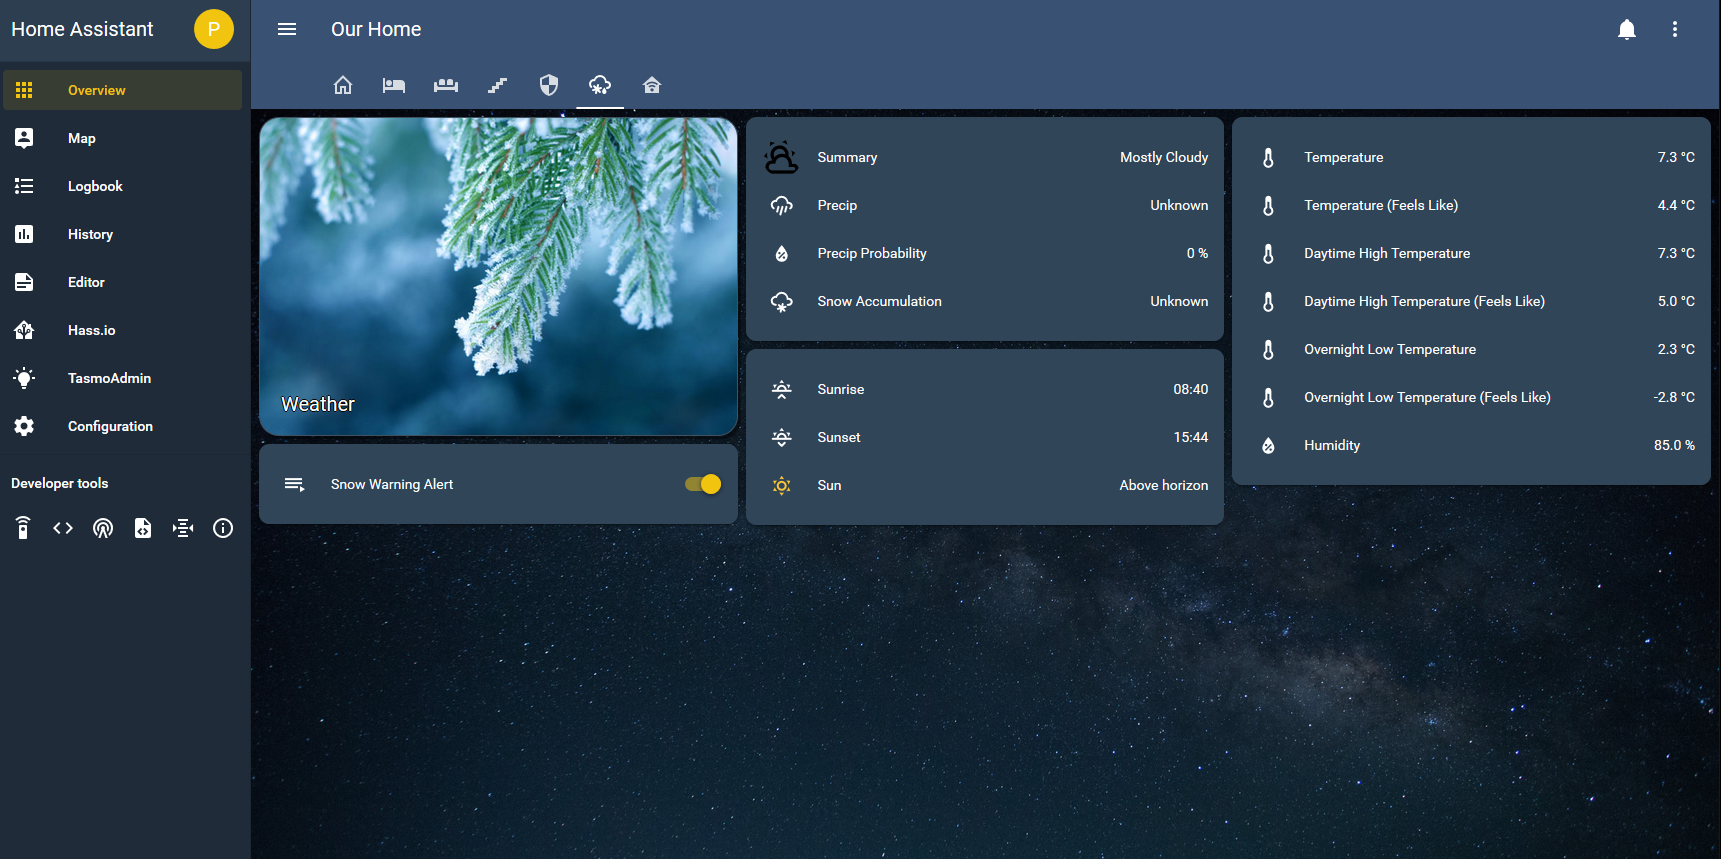 Home Assistant
P
Overview
Map
Logbook
History
Editor
Hass.io
TasmoAdmin
Configuration
Developer tools
Our Home
Weather
Snow Warning Alert
Summary Mostly Cloudy
Precip Unknown
Precip Probability 0 %
Snow Accumulation Unknown
Sunrise 08:40
Sunset 15:44
Sun Above horizon
Temperature 7.3 °C
Temperature (Feels Like) 4.4 °C
Daytime High Temperature 7.3 °C
Daytime High Temperature (Feels Like) 5.0 °C
Overnight Low Temperature 2.3 °C
Overnight Low Temperature (Feels Like) -2.8 °C
Humidity 85.0 %